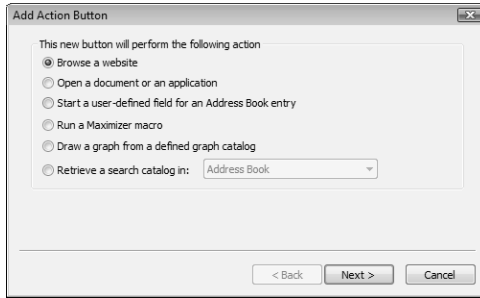 Add Action Button
This new button will perform the following action
Browse a website
Open a document or an application
Start a user-defined field for an Address Book entry
Run a Maximizer macro
Draw a graph from a defined graph catalog
Retrieve a search catalog in: Address Book
< Back Next > Cancel